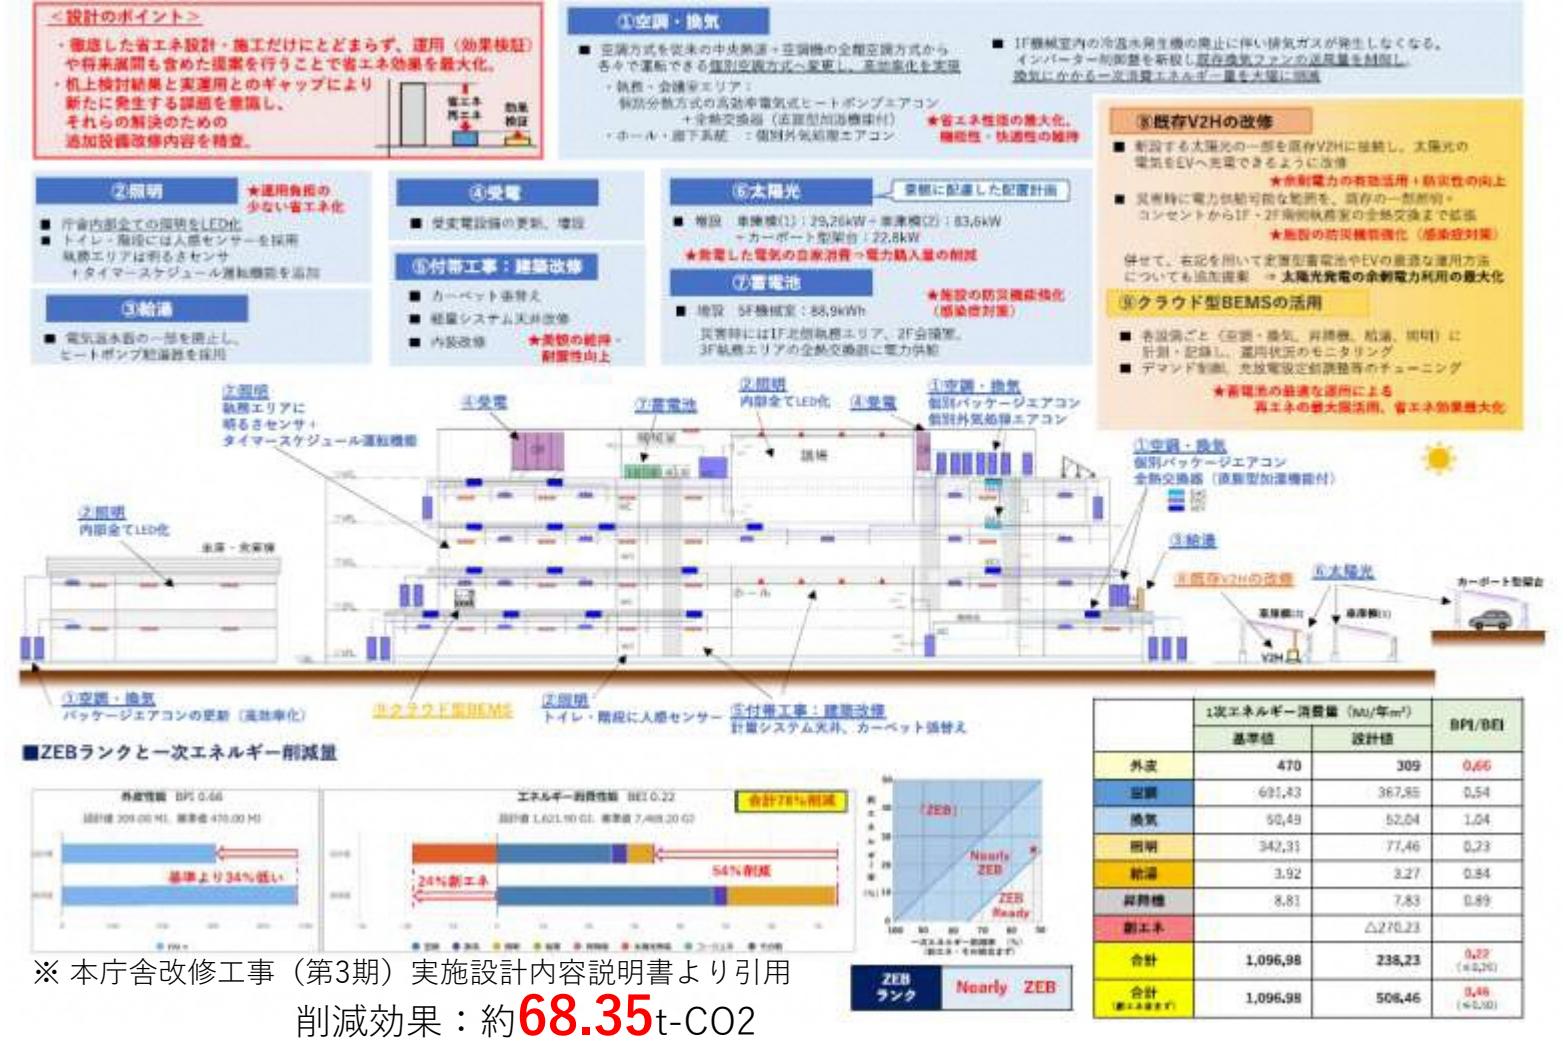 ＜設計のポイント＞
・徹底した省エネ設計・施工だけにとどまらず、運用（効果検証）
や将来展開も含めた提案を行うことで省エネ効果を最大化。
・机上検討結果と実運用とのギャップにより
新たに発生する課題を意識し、
それらの解決のための
追加設備改修内容を精査。
省エネ
再エネ
効果
検証
①空調・換気
■ 空調方式を従来の中央熱源＋空調機の全館空調方式から
各々で運転できる個別空調方式へ変更し、高効率化を実現
・執務・会議室エリア：
個別分散方式の高効率電気式ヒートポンプエアコン
＋全熱交換器（直膨型加湿機能付）
・ホール・廊下系統 ：個別外気処理エアコン
★省エネ性能の最大化、
機能性・快適性の維持
■ 1F機械室内の冷温水発生機の廃止に伴い排気ガスが発生しなくなる。
インバーター制御盤を新設し既存換気ファンの送風量を制御し、
換気にかかる一次消費エネルギー量を大幅に削減
②照明
★運用負担の
少ない省エネ化
■ 庁舎内部全ての照明をLED化
■ トイレ・階段には人感センサーを採用
執務エリアは明るさセンサ
＋タイマースケジュール運転機能を追加
③給湯
■ 電気温水器の一部を廃止し、
ヒートポンプ給湯器を採用
④受電
■ 受変電設備の更新、増設
⑤付帯工事：建築改修
■ カーペット張替え
■ 軽量システム天井改修
■ 内装改修
★美観の維持・
耐震性向上
⑥太陽光
景観に配慮した配置計画
■ 増設 車庫棟(1)：29.26kW＋車庫棟(2)：83.6kW
＋カーポート型架台：22.8kW
★発電した電気の自家消費⇒電力購入量の削減
⑦蓄電池
■ 増設 5F機械室：88.9kWh
★施設の防災機能強化
（感染症対策）
災害時には1F北側執務エリア、2F会議室、
3F執務エリアの全熱交換器に電力供給
⑧既存V2Hの改修
■ 新設する太陽光の一部を既存V2Hに接続し、太陽光の
電気をEVへ充電できるように改修
★余剰電力の有効活用＋防災性の向上
■ 災害時に電力供給可能な範囲を、既存の一部照明・
コンセントから1F・2F南側執務室の全熱交換まで拡張
★施設の防災機能強化（感染症対策）
併せて、右記を用いて定置型蓄電池やEVの最適な運用方法
についても追加提案 ⇒ 太陽光発電の余剰電力利用の最大化
⑨クラウド型BEMSの活用
■ 各設備ごと（空調・換気、昇降機、給湯、照明）に
計測・記録し、運用状況のモニタリング
■ デマンド制御、充放電設定値調整等のチューニング
★蓄電池の最適な運用による
再エネの最大限活用、省エネ効果最大化
②照明
執務エリアに
明るさセンサ＋
タイマースケジュール運転機能
④受電
⑦蓄電池
②照明
内部全てLED化
④受電
①空調・換気
個別パッケージエアコン
個別外気処理エアコン
機械室
議場
①空調・換気
個別パッケージエアコン
全熱交換器（直膨型加湿機能付）
②照明
内部全てLED化
ホール
③給湯
⑧既存V2Hの改修
⑥太陽光
カーポート型架台
車庫棟(2)
車庫棟(1)
V2H
①空調・換気
パッケージエアコンの更新（高効率化）
⑨クラウド型BEMS
②照明
トイレ・階段に人感センサー
⑤付帯工事：建築改修
軽量システム天井、カーペット張替え
■ZEBランクと一次エネルギー削減量
外皮性能 BPI 0.66
設計値 309.00 MJ、基準値 470.00 MJ
基準より34%低い
エネルギー消費性能 BEI 0.22
合計78%削減
設計値 1,621.90 GJ、基準値 7,468.20 GJ
54%削減
24%創エネ
『ZEB』
Nearly
ZEB
ZEB
Ready
ZEB
ランク
Nearly ZEB
1次エネルギー消費量（MJ/年m²） BPI/BEI
基準値 設計値
外皮 470 309 0.66
空調 691.43 367.85 0.54
換気 50.49 52.04 1.04
照明 342.31 77.46 0.23
給湯 3.92 3.27 0.84
昇降機 8.81 7.83 0.89
創エネ △270.23
合計 1,096.98 238.23 0.22
合計 1,096.98 508.46 0.46
※ 本庁舎改修工事（第3期）実施設計内容説明書より引用
削減効果：約68.35t-CO2